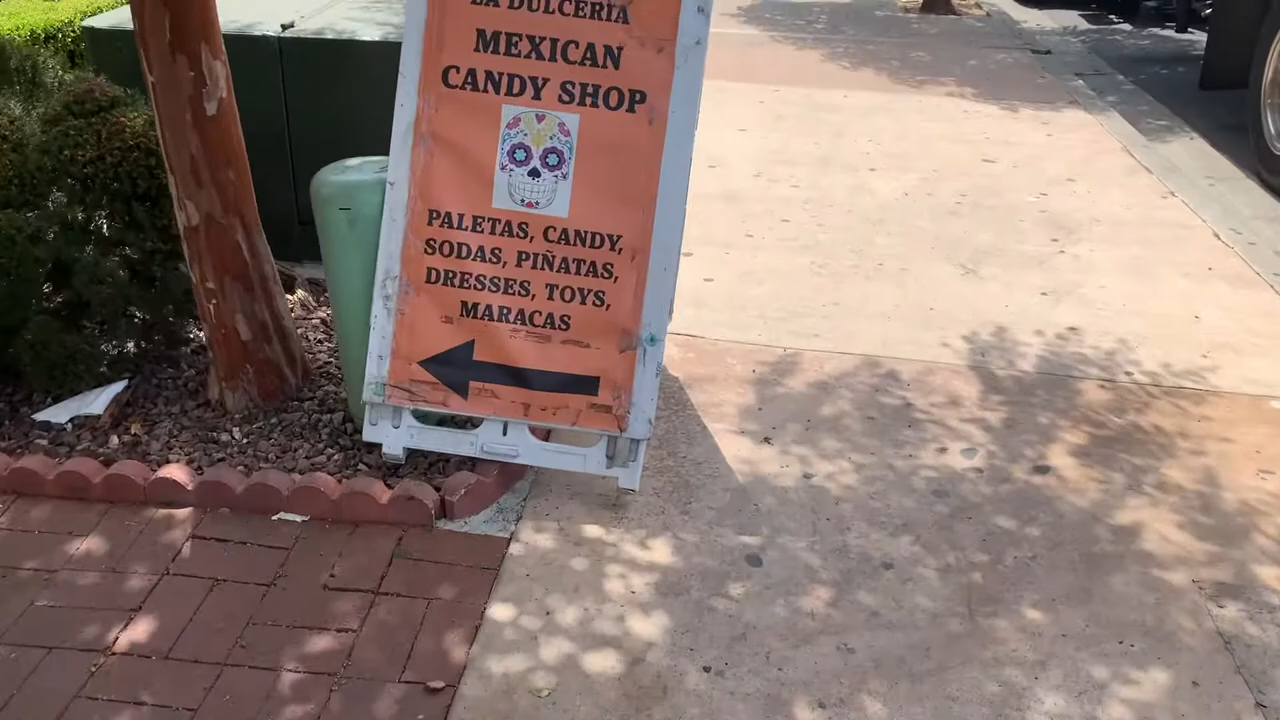 LA DULCERIA
MEXICAN
CANDY SHOP
PALETAS, CANDY,
SODAS, PIÑATAS,
DRESSES, TOYS,
MARACAS